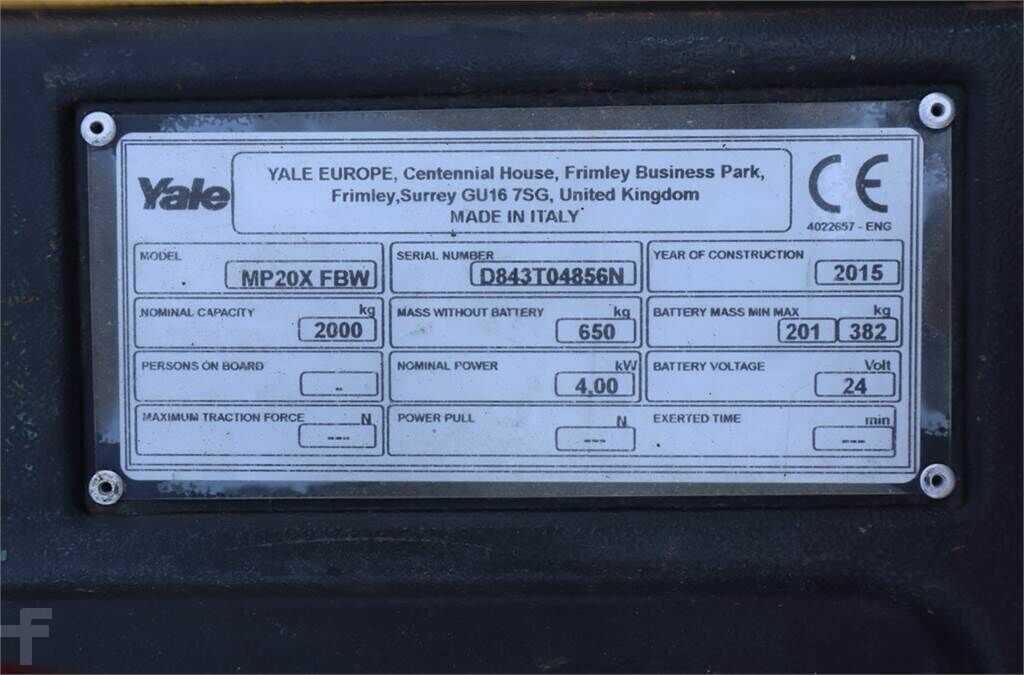 Yale
YALE EUROPE, Centennial House, Frimley Business Park,
Frimley,Surrey GU16 7SG, United Kingdom
MADE IN ITALY
CE
4022657 - ENG
MODEL MP20X FBW
SERIAL NUMBER D843T04856N
YEAR OF CONSTRUCTION 2015
NOMINAL CAPACITY kg 2000
MASS WITHOUT BATTERY kg 650
BATTERY MASS MIN MAX kg 201 382
PERSONS ON BOARD --
NOMINAL POWER kW 4,00
BATTERY VOLTAGE Volt 24
MAXIMUM TRACTION FORCE N ---
POWER PULL N ---
EXERTED TIME min ---